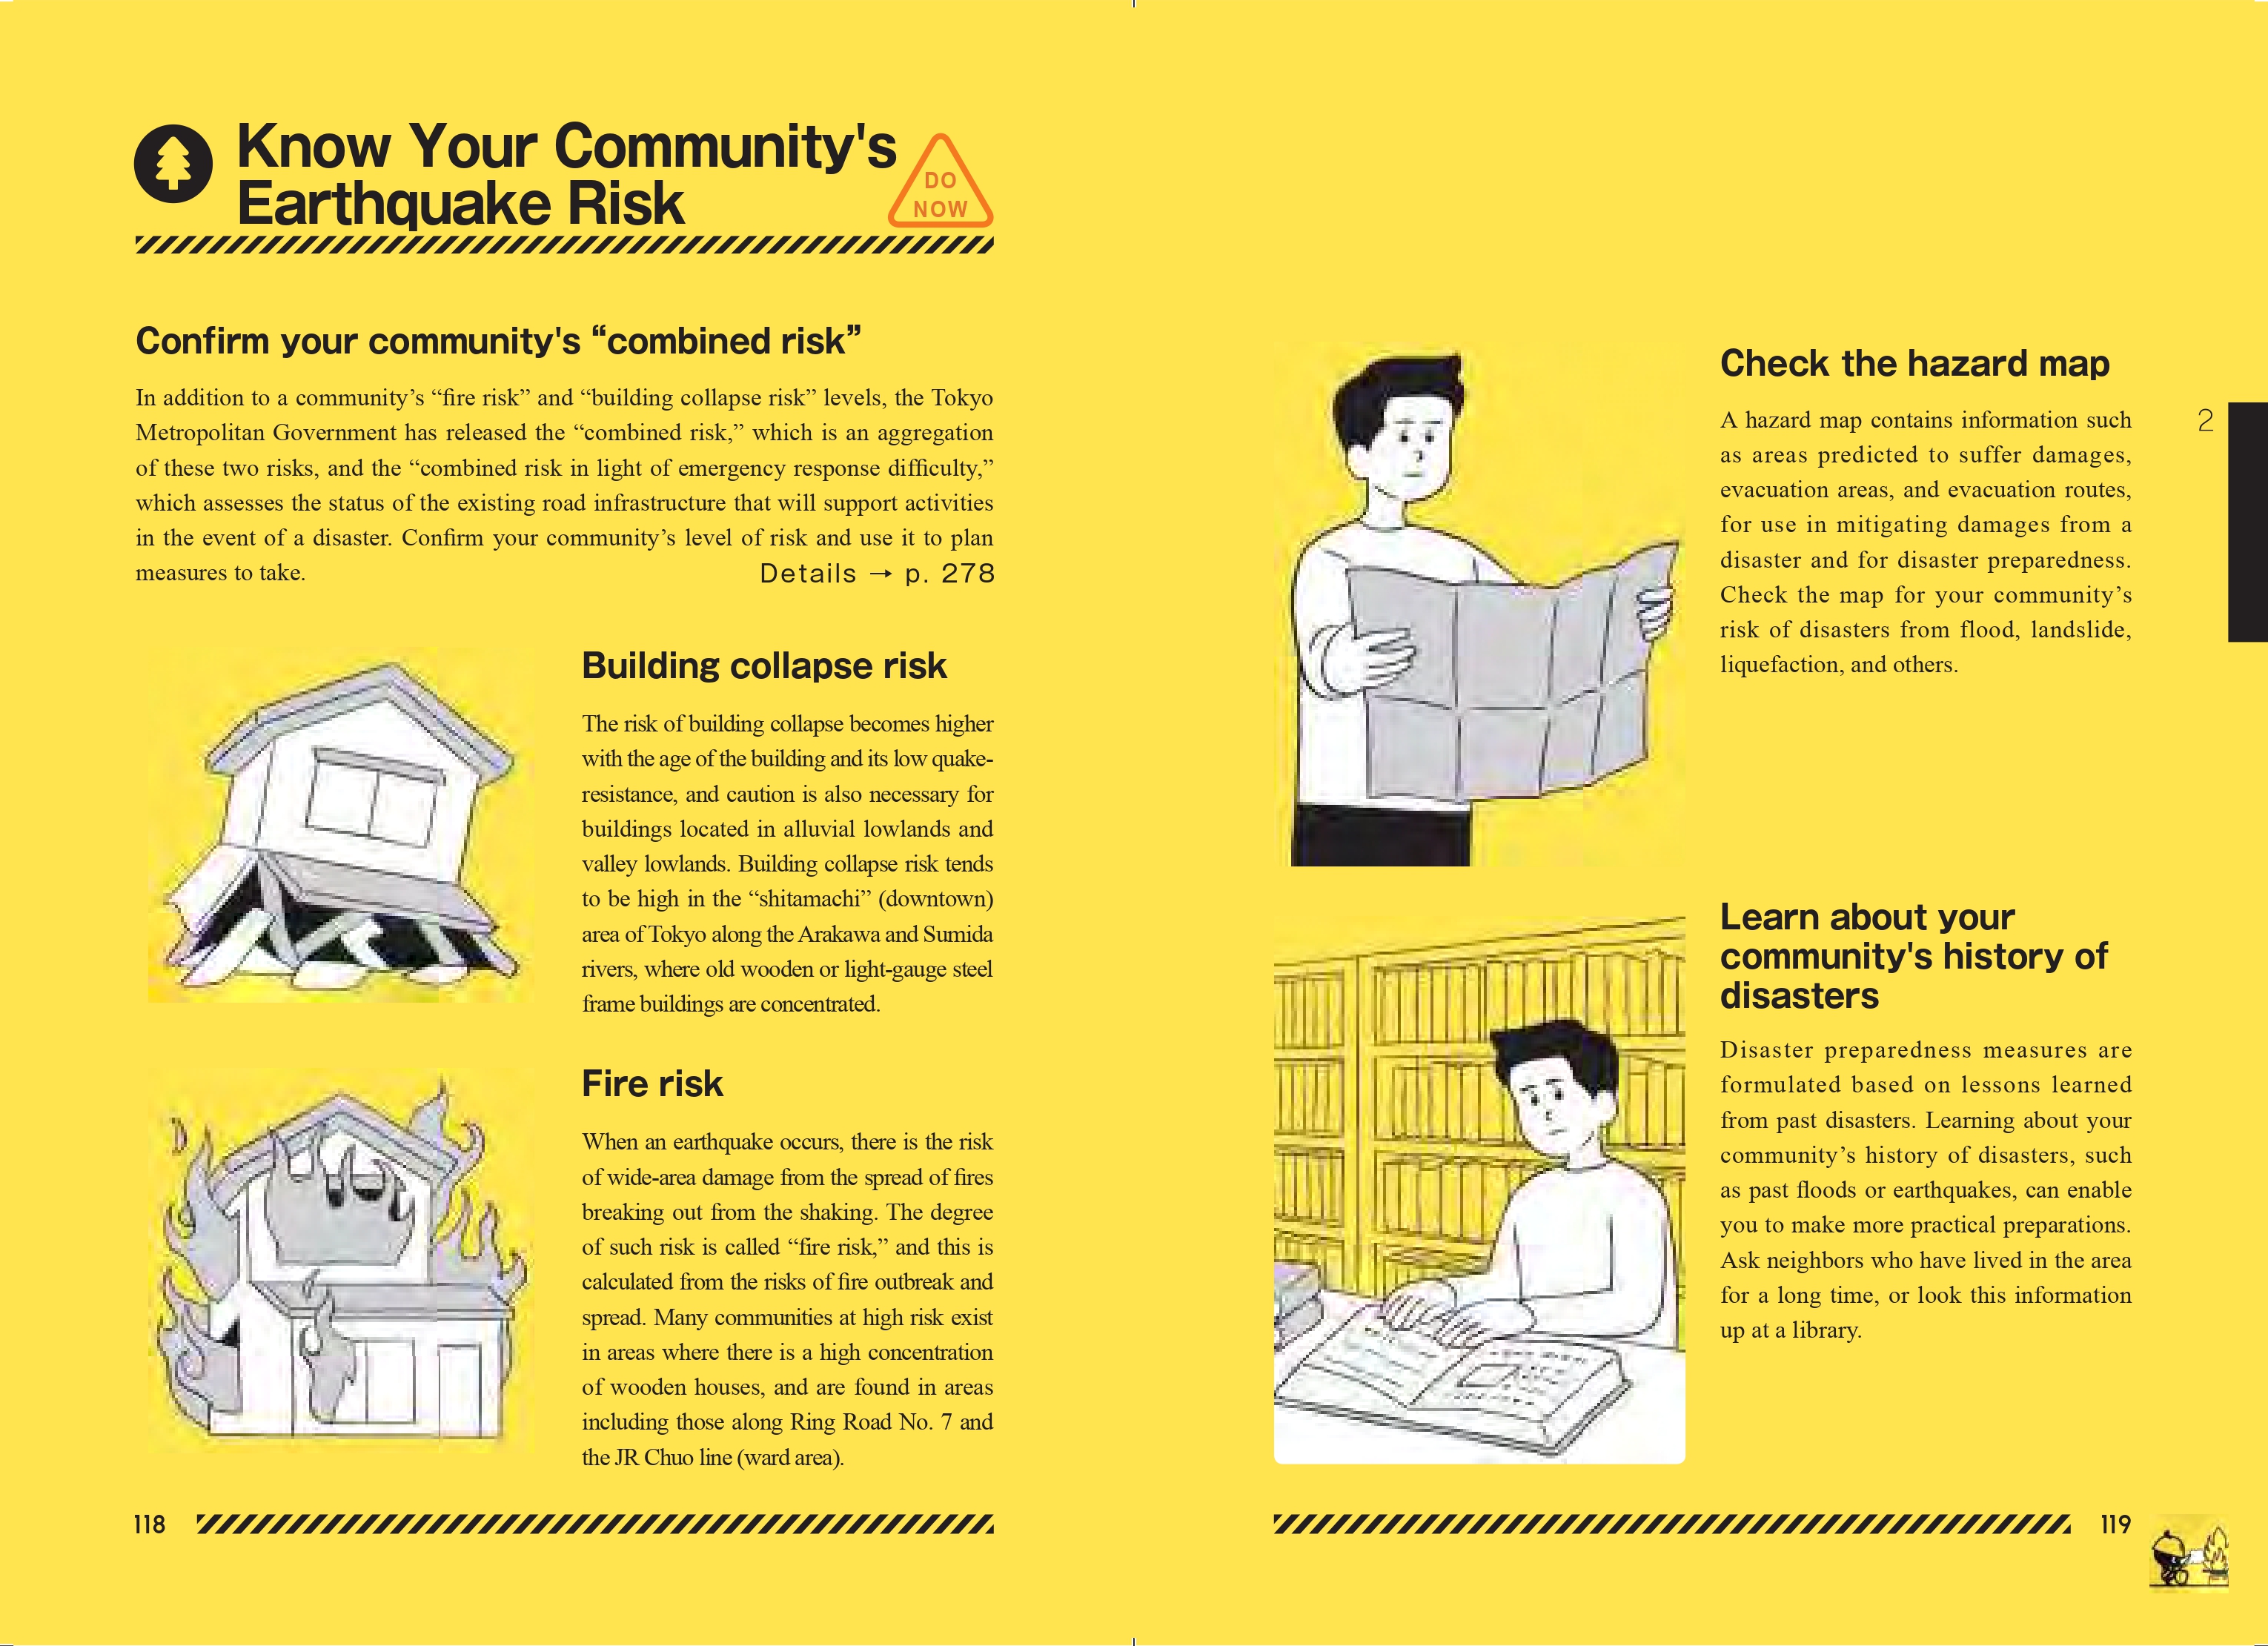 Know Your Community's
Earthquake Risk
DO
NOW
Confirm your community's “combined risk”
In addition to a community’s “fire risk” and “building collapse risk” levels, the Tokyo
Metropolitan Government has released the “combined risk,” which is an aggregation
of these two risks, and the “combined risk in light of emergency response difficulty,”
which assesses the status of the existing road infrastructure that will support activities
in the event of a disaster. Confirm your community’s level of risk and use it to plan
measures to take.
Details → p. 278
Building collapse risk
The risk of building collapse becomes higher
with the age of the building and its low quake-
resistance, and caution is also necessary for
buildings located in alluvial lowlands and
valley lowlands. Building collapse risk tends
to be high in the “shitamachi” (downtown)
area of Tokyo along the Arakawa and Sumida
rivers, where old wooden or light-gauge steel
frame buildings are concentrated.
Fire risk
When an earthquake occurs, there is the risk
of wide-area damage from the spread of fires
breaking out from the shaking. The degree
of such risk is called “fire risk,” and this is
calculated from the risks of fire outbreak and
spread. Many communities at high risk exist
in areas where there is a high concentration
of wooden houses, and are found in areas
including those along Ring Road No. 7 and
the JR Chuo line (ward area).
118
Check the hazard map
A hazard map contains information such
as areas predicted to suffer damages,
evacuation areas, and evacuation routes,
for use in mitigating damages from a
disaster and for disaster preparedness.
Check the map for your community’s
risk of disasters from flood, landslide,
liquefaction, and others.
2
Learn about your
community's history of
disasters
Disaster preparedness measures are
formulated based on lessons learned
from past disasters. Learning about your
community’s history of disasters, such
as past floods or earthquakes, can enable
you to make more practical preparations.
Ask neighbors who have lived in the area
for a long time, or look this information
up at a library.
119